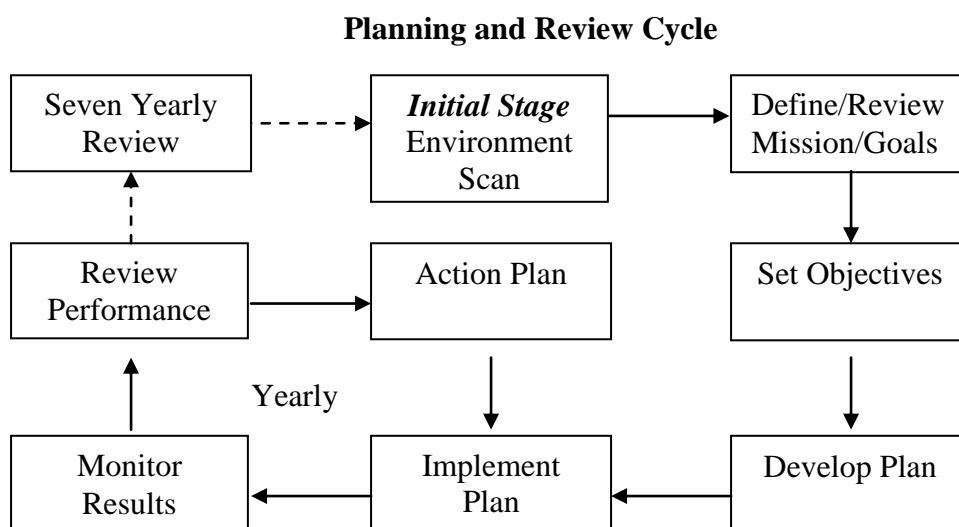 Planning and Review Cycle
Seven Yearly
Review
Initial Stage
Environment
Scan
Define/Review
Mission/Goals
Review
Performance
Action Plan
Set Objectives
Yearly
Monitor
Results
Implement
Plan
Develop Plan